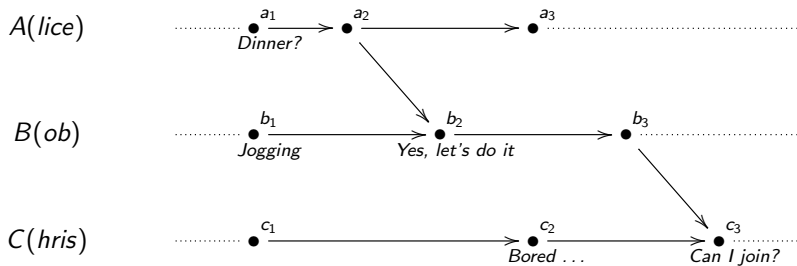 A(lice) a₁ a₂ a₃
Dinner?
B(ob) b₁ b₂ b₃
Jogging Yes, let's do it
C(hris) c₁ c₂ c₃
Bored ... Can I join?